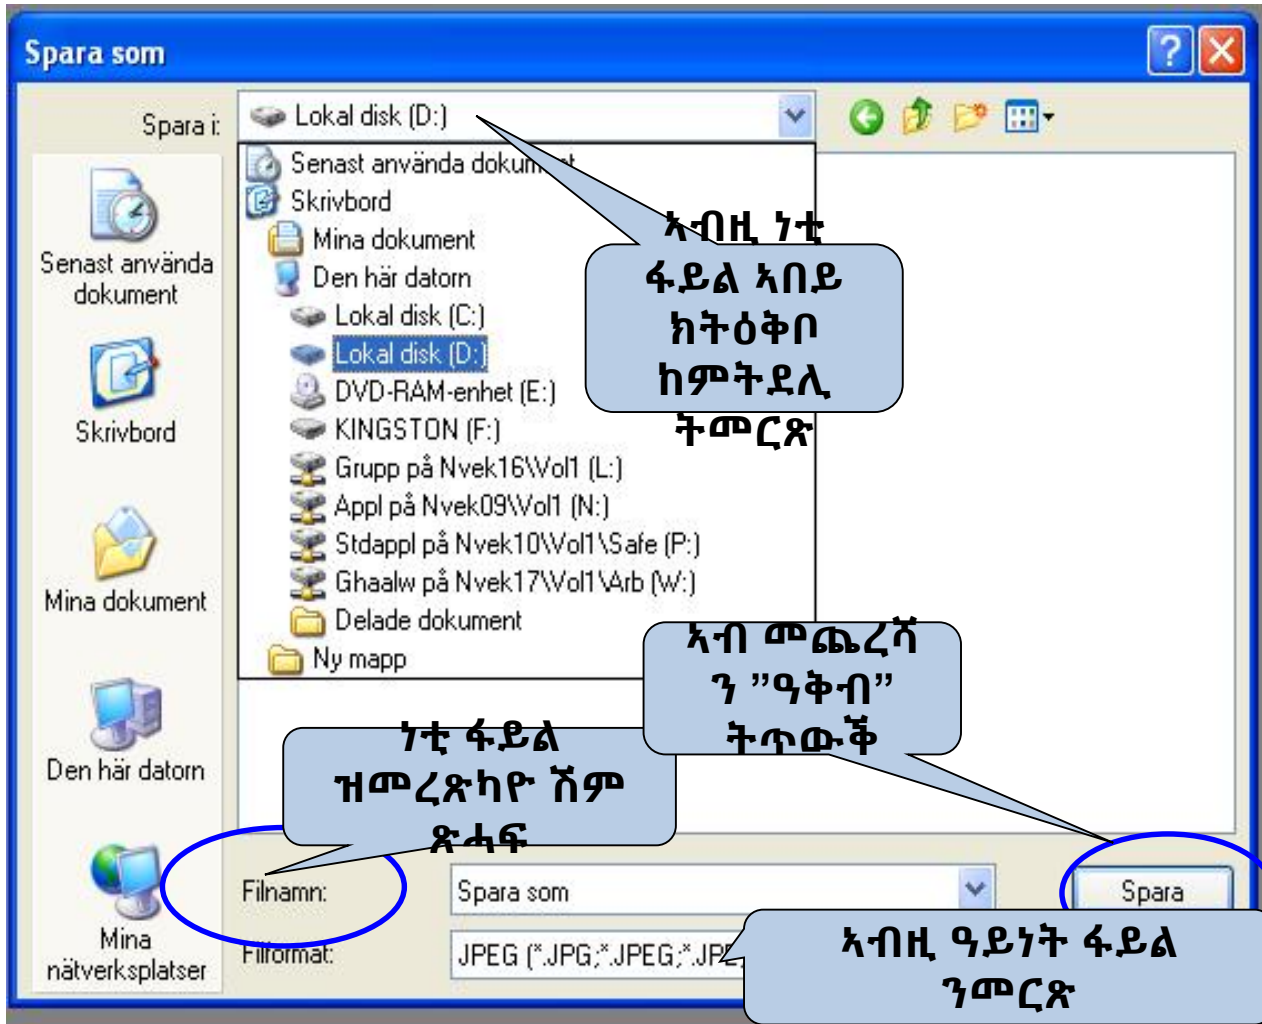 Spara som
Spara i:
Lokal disk (D:)
Senast använda dokument
Skrivbord
Mina dokument
Den här datorn
Lokal disk (C:)
Lokal disk (D:)
DVD-RAM-enhet (E:)
KINGSTON (F:)
Grupp på Nvek16\Vol1 (L:)
Appl på Nvek09\Vol1 (N:)
Stdappl på Nvek10\Vol1\Safe (P:)
Ghaalw på Nvek17\Vol1\Arb (W:)
Delade dokument
Ny mapp
Senast använda
dokument
Skrivbord
Mina dokument
Den här datorn
Mina
nätverksplatser
ኣብዚ ነቲ
ፋይል ኣበይ
ክትዕቅቦ
ከምትደሊ
ትመርጽ
ኣብ መጨረሻ
ን ”ዓቅብ”
ትጥውቕ
ነቲ ፋይል
ዝመረጽካዮ ሽም
ጽሓፍ
Filnamn:
Spara som
Spara
Filformat:
JPEG (*.JPG;*.JPEG;*.JPE;
ኣብዚ ዓይነት ፋይል
ንመርጽ